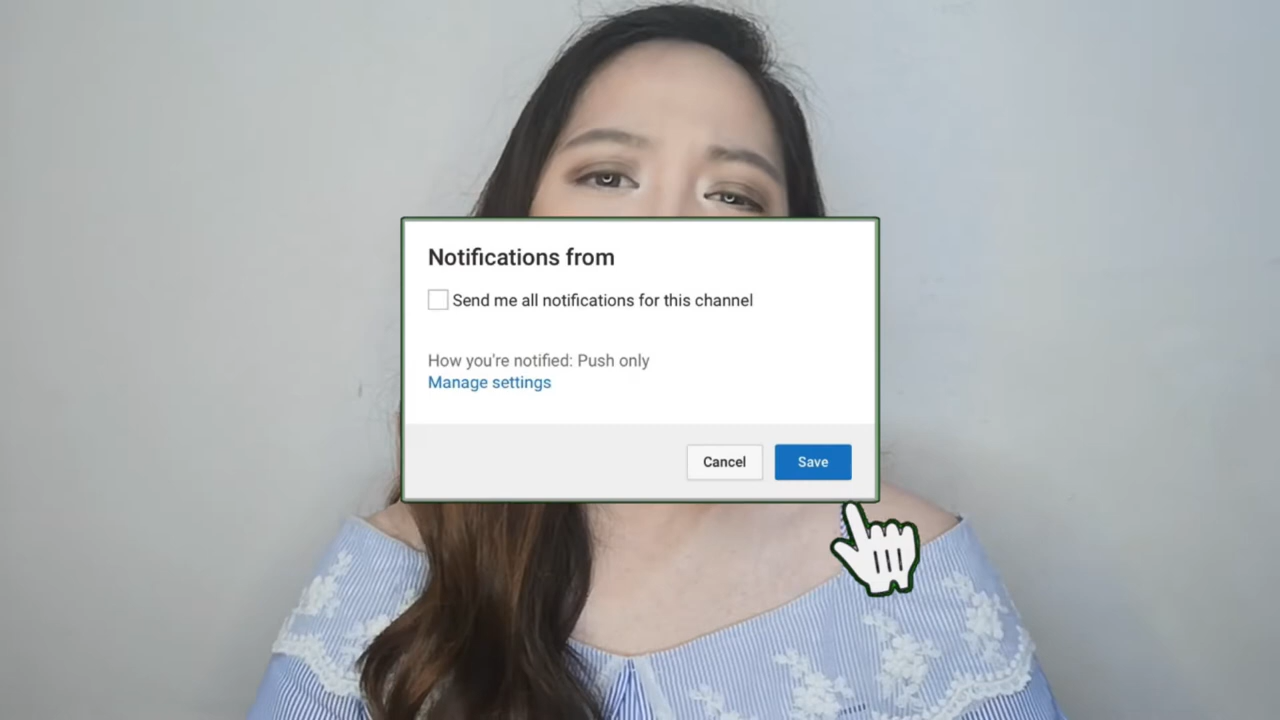 Notifications from
Send me all notifications for this channel
How you're notified: Push only
Manage settings
Cancel
Save